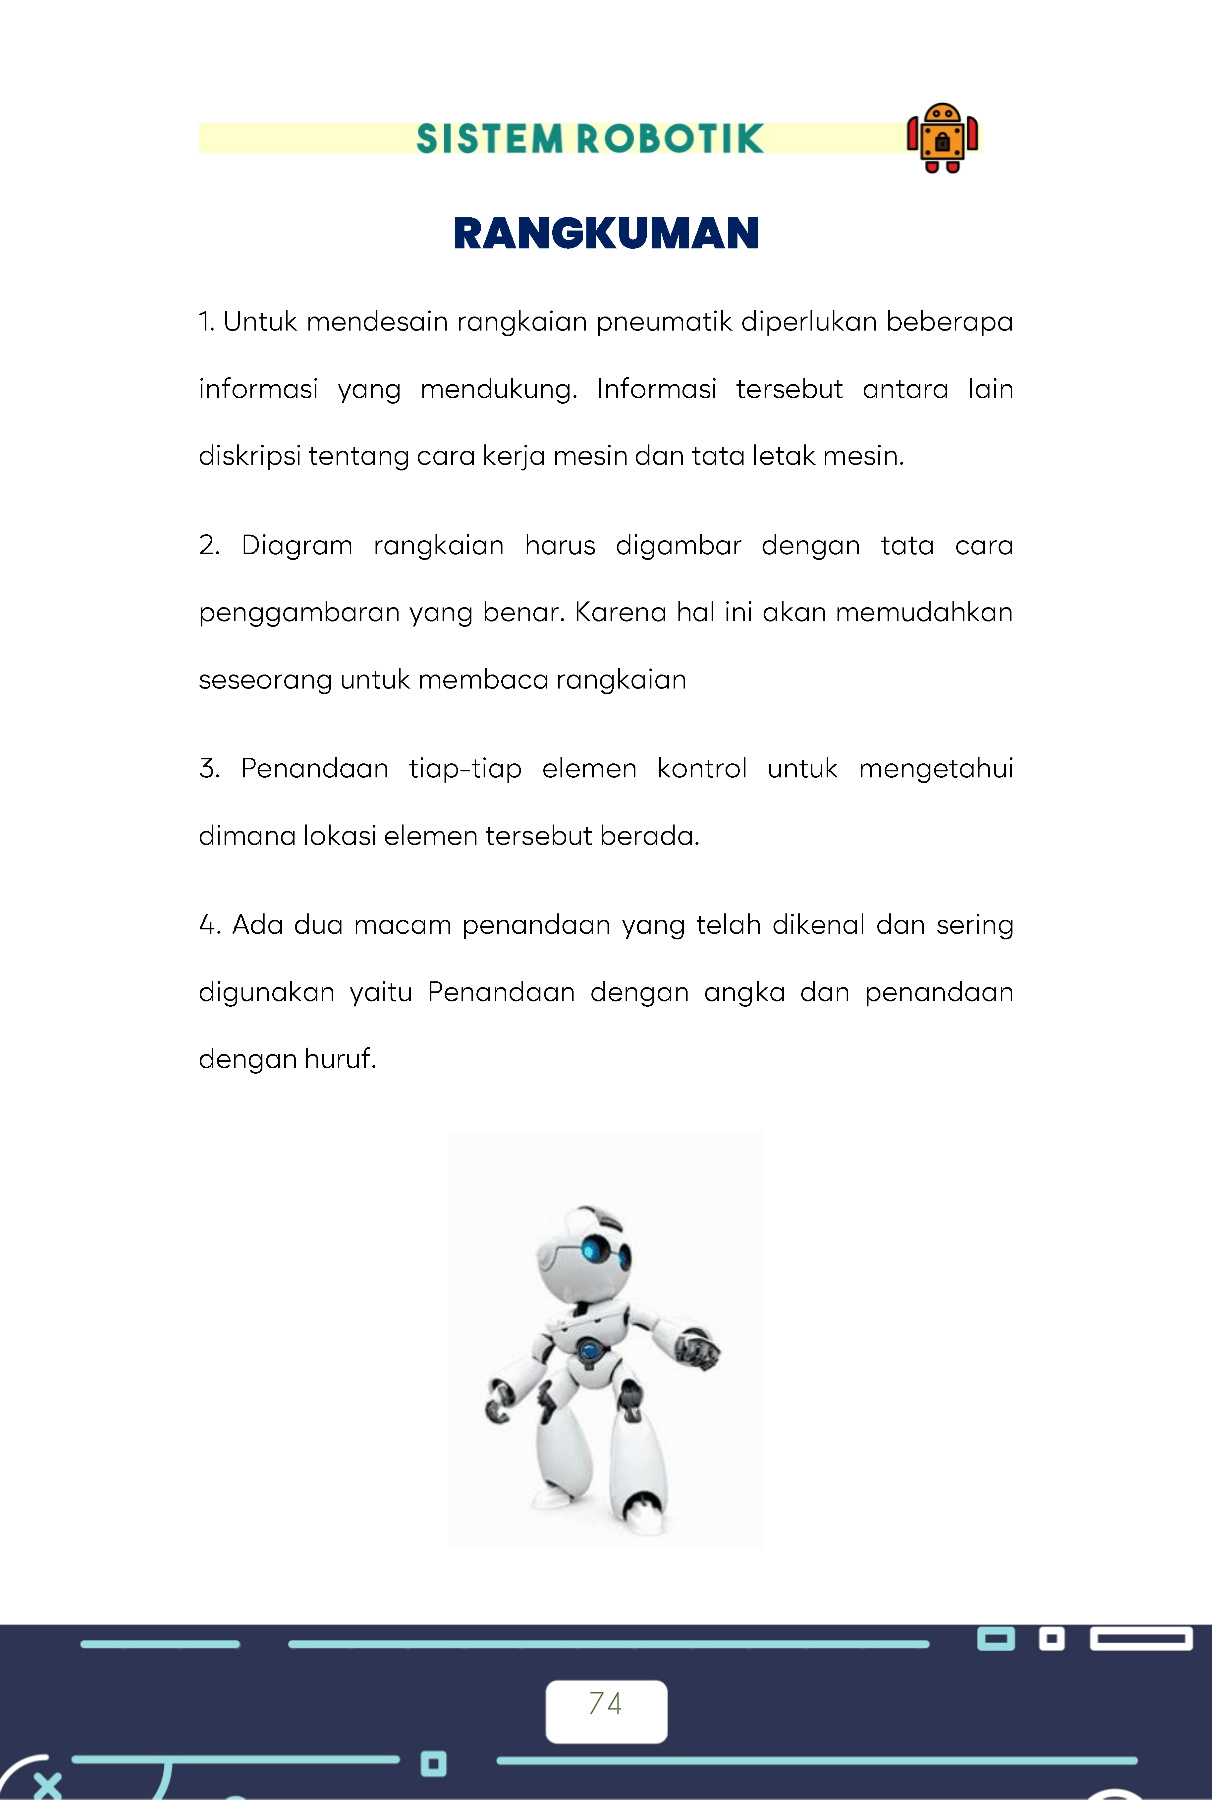 SISTEM ROBOTIK
RANGKUMAN
1. Untuk mendesain rangkaian pneumatik diperlukan beberapa
informasi yang mendukung. Informasi tersebut antara lain
diskripsi tentang cara kerja mesin dan tata letak mesin.
2. Diagram rangkaian harus digambar dengan tata cara
penggambaran yang benar. Karena hal ini akan memudahkan
seseorang untuk membaca rangkaian
3. Penandaan tiap-tiap elemen kontrol untuk mengetahui
dimana lokasi elemen tersebut berada.
4. Ada dua macam penandaan yang telah dikenal dan sering
digunakan yaitu Penandaan dengan angka dan penandaan
dengan huruf.
74